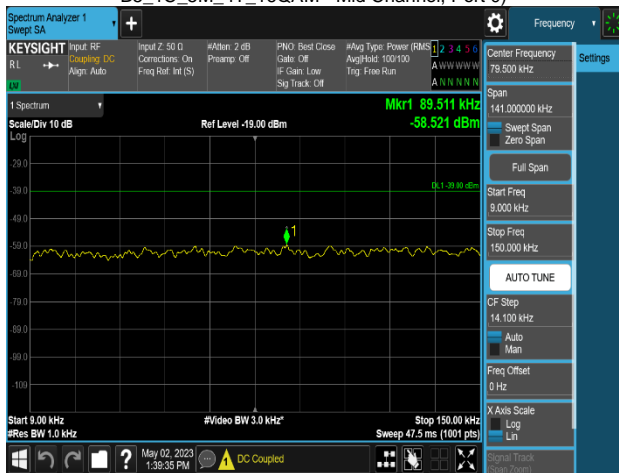 Spectrum Analyzer 1
Swept SA
+
Frequency
KEYSIGHT
RL
Input: RF
Coupling: DC
Align: Auto
Input Z: 50 Ω
Corrections: On
Freq Ref: Int (S)
#Atten: 2 dB
Preamp: Off
PNO: Best Close
Gate: Off
IF Gain: Low
Sig Track: Off
#Avg Type: Power (RMS
Avg|Hold: 100/100
Trig: Free Run
1 2 3 4 5 6
A W W W W W
A N N N N N
1 Spectrum
Scale/Div 10 dB
Log
Ref Level -19.00 dBm
Mkr1 89.511 kHz
-58.521 dBm
-29.0
-39.0
-49.0
-59.0
-69.0
-79.0
-89.0
-99.0
-109
DL1 -39.00 dBm
1
Start 9.00 kHz
#Res BW 1.0 kHz
#Video BW 3.0 kHz*
Stop 150.00 kHz
Sweep 47.5 ms (1001 pts)
Center Frequency
79.500 kHz
Settings
Span
141.000000 kHz
Swept Span
Zero Span
Full Span
Start Freq
9.000 kHz
Stop Freq
150.000 kHz
AUTO TUNE
CF Step
14.100 kHz
Auto
Man
Freq Offset
0 Hz
X Axis Scale
Log
Lin
Signal Track
(Span Zoom)
?
May 02, 2023
1:39:35 PM
DC Coupled